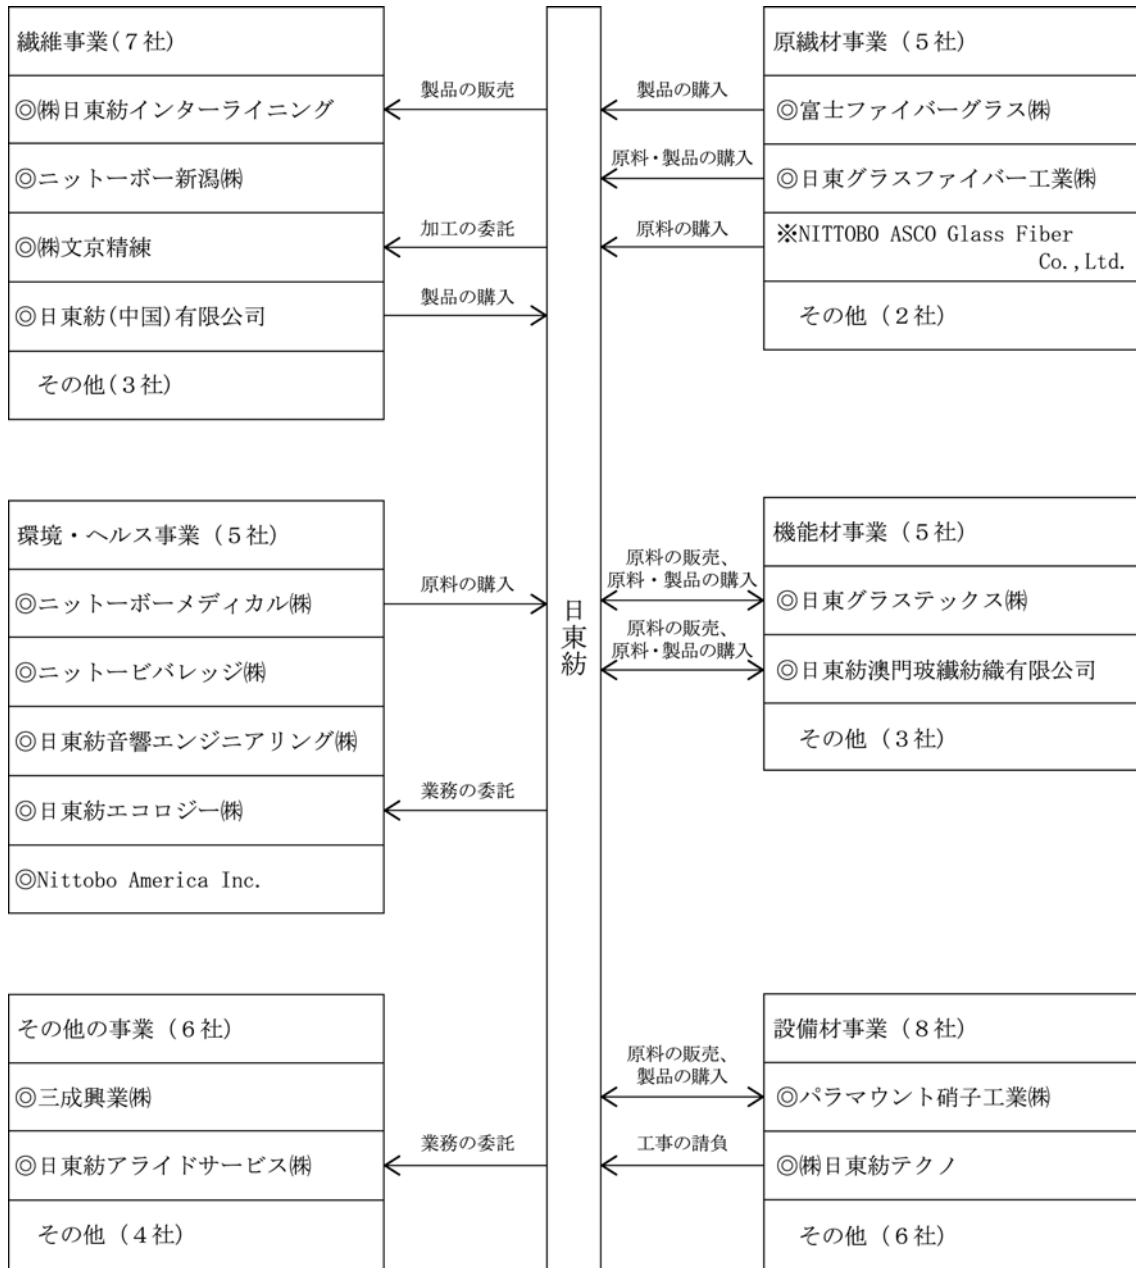 繊維事業(7社)
◎㈱日東紡インターライニング
◎ニットーボー新潟㈱
◎㈱文京精練
◎日東紡(中国)有限公司
その他(3社)
製品の販売
加工の委託
製品の購入
原繊材事業(5社)
◎富士ファイバーグラス㈱
◎日東グラスファイバー工業㈱
※NITTOBO ASCO Glass Fiber
Co.,Ltd.
その他(2社)
製品の購入
原料・製品の購入
原料の購入
日東紡
環境・ヘルス事業(5社)
◎ニットーボーメディカル㈱
◎ニットービバレッジ㈱
◎日東紡音響エンジニアリング㈱
◎日東紡エコロジー㈱
◎Nittobo America Inc.
原料の購入
業務の委託
機能材事業(5社)
◎日東グラステックス㈱
◎日東紡澳門玻纖紡織有限公司
その他(3社)
原料の販売、
原料・製品の購入
原料の販売、
原料・製品の購入
その他の事業(6社)
◎三成興業㈱
◎日東紡アライドサービス㈱
その他(4社)
業務の委託
設備材事業(8社)
◎パラマウント硝子工業㈱
◎㈱日東紡テクノ
その他(6社)
原料の販売、
製品の購入
工事の請負